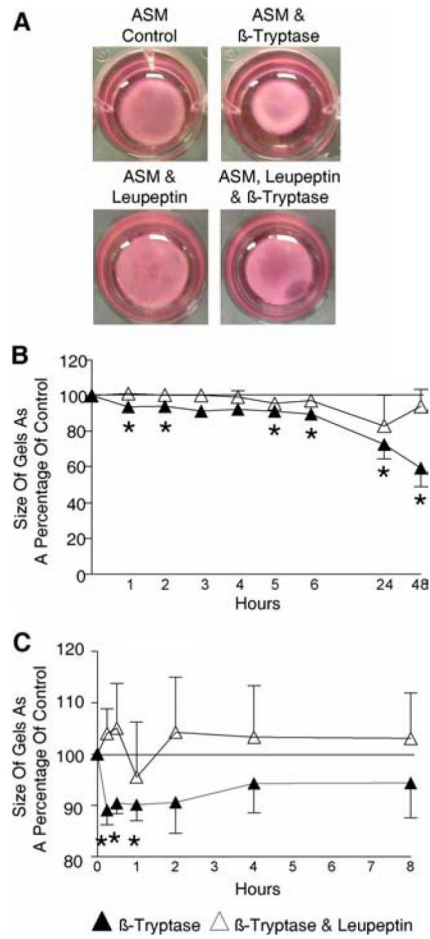 A
ASM
Control
ASM &
ß-Tryptase
ASM &
Leupeptin
ASM, Leupeptin
& ß-Tryptase
B
Size Of Gels As
A Percentage Of Control
120
100
80
60
40
20
0
1 2 3 4 5 6 24 48
* * * * * *
Hours
C
Size Of Gels As
A Percentage Of Control
120
110
100
90
80
* * *
0 1 2 3 4 5 6 7 8
Hours
▲ ß-Tryptase △ ß-Tryptase & Leupeptin